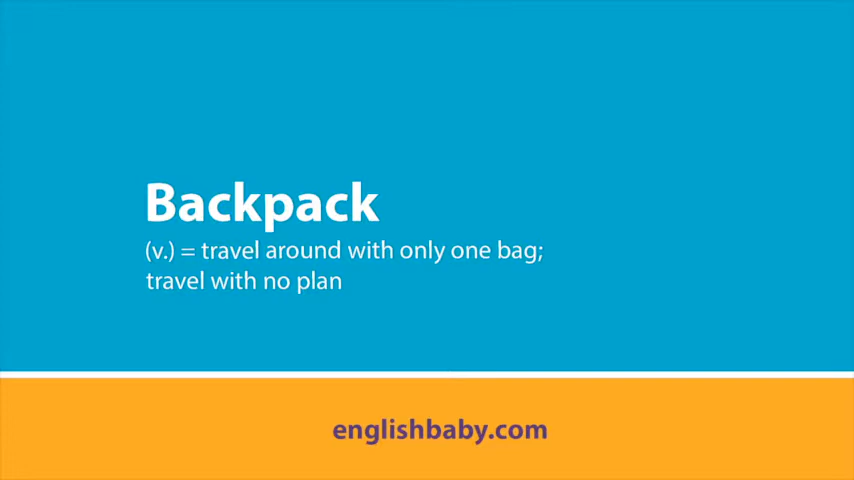 Backpack
(v.) = travel around with only one bag;
travel with no plan
englishbaby.com